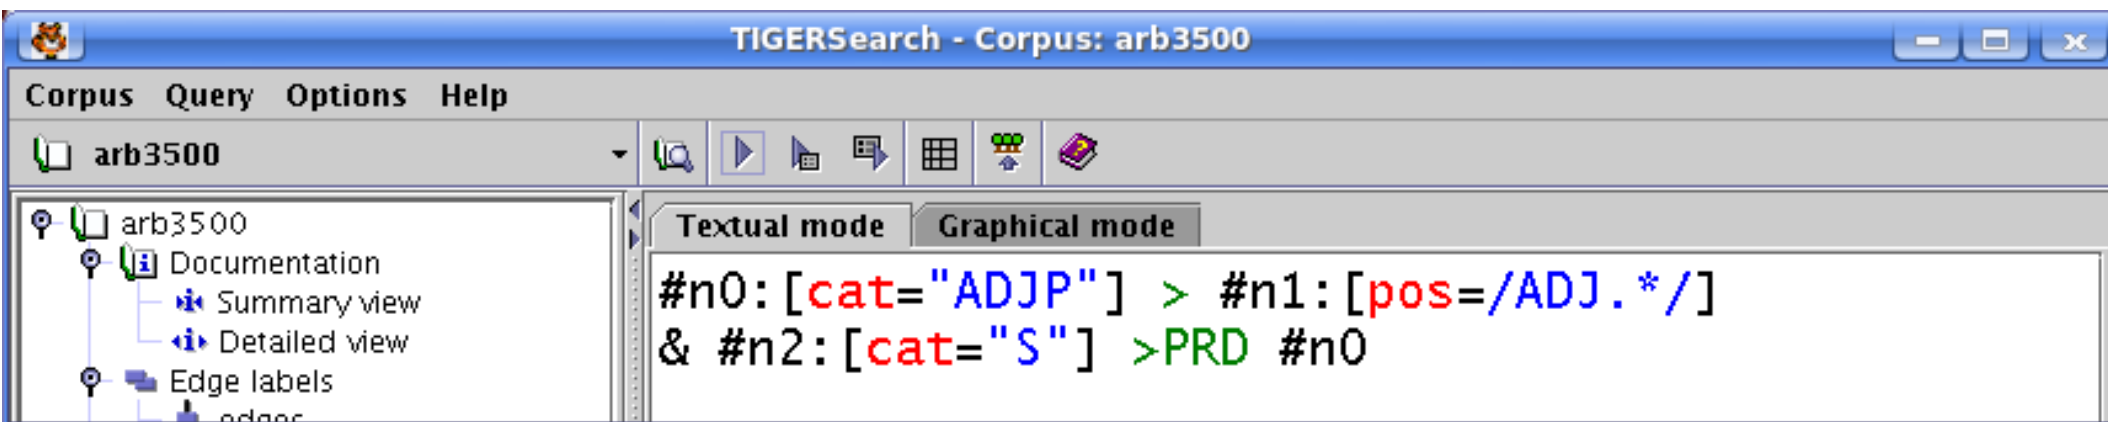 TIGERSearch - Corpus: arb3500
Corpus Query Options Help
arb3500
arb3500
Documentation
Summary view
Detailed view
Edge labels
edges
Textual mode Graphical mode
#n0:[cat="ADJP"] > #n1:[pos=/ADJ.*/]
& #n2:[cat="S"] >PRD #n0